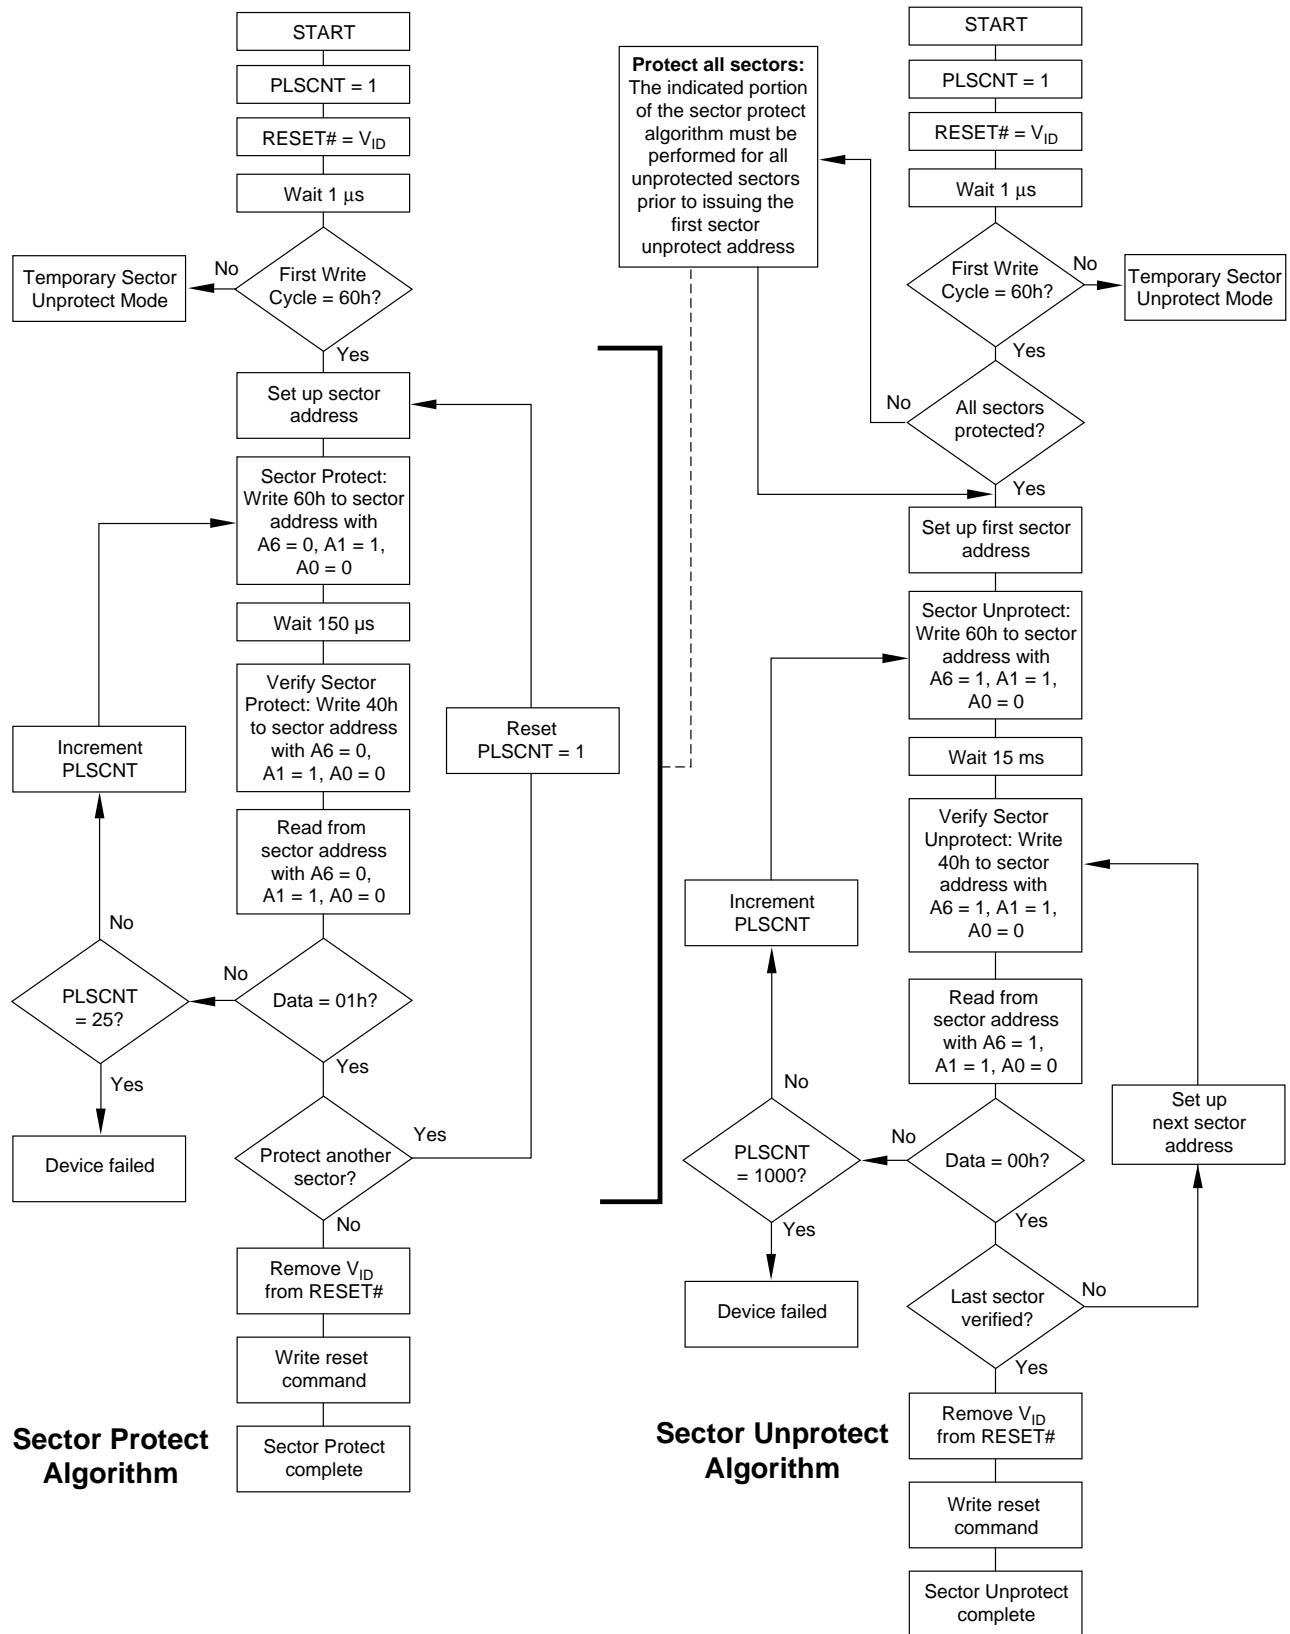 START
PLSCNT = 1
RESET# = VID
Wait 1 μs
First Write
Cycle = 60h?
No
Temporary Sector
Unprotect Mode
Yes
Set up sector
address
Sector Protect:
Write 60h to sector
address with
A6 = 0, A1 = 1,
A0 = 0
Wait 150 µs
Verify Sector
Protect: Write 40h
to sector address
with A6 = 0,
A1 = 1, A0 = 0
Reset
PLSCNT = 1
Increment
PLSCNT
Read from
sector address
with A6 = 0,
A1 = 1, A0 = 0
No
No
PLSCNT
= 25?
Data = 01h?
Yes
Yes
Device failed
Protect another
sector?
Yes
No
Remove VID
from RESET#
Write reset
command
Sector Protect
complete
Sector Protect
Algorithm
Protect all sectors:
The indicated portion
of the sector protect
algorithm must be
performed for all
unprotected sectors
prior to issuing the
first sector
unprotect address
START
PLSCNT = 1
RESET# = VID
Wait 1 μs
First Write
Cycle = 60h?
No
Temporary Sector
Unprotect Mode
Yes
No
All sectors
protected?
Yes
Set up first sector
address
Sector Unprotect:
Write 60h to sector
address with
A6 = 1, A1 = 1,
A0 = 0
Wait 15 ms
Verify Sector
Unprotect: Write
40h to sector
address with
A6 = 1, A1 = 1,
A0 = 0
Increment
PLSCNT
Read from
sector address
with A6 = 1,
A1 = 1, A0 = 0
No
No
PLSCNT
= 1000?
Data = 00h?
Set up
next sector
address
Yes
Yes
Device failed
Last sector
verified?
No
Yes
Remove VID
from RESET#
Write reset
command
Sector Unprotect
complete
Sector Unprotect
Algorithm